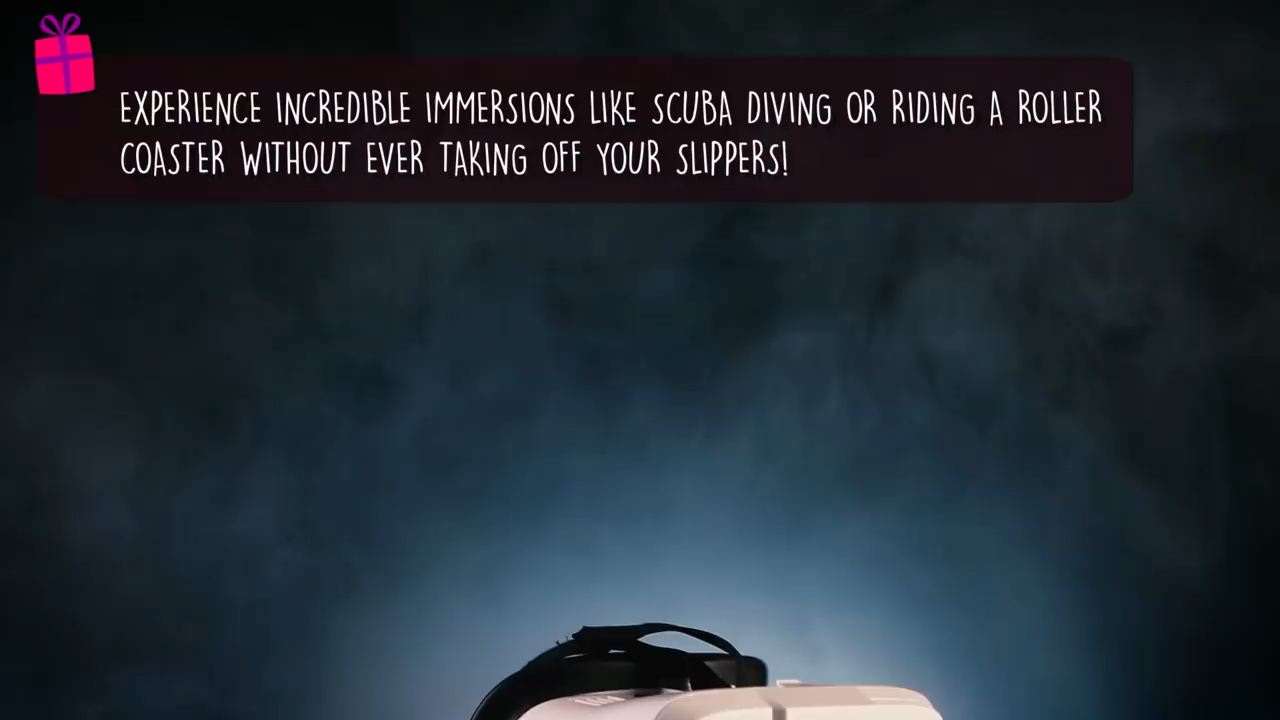 EXPERIENCE INCREDIBLE IMMERSIONS LIKE SCUBA DIVING OR RIDING A ROLLER
COASTER WITHOUT EVER TAKING OFF YOUR SLIPPERS!